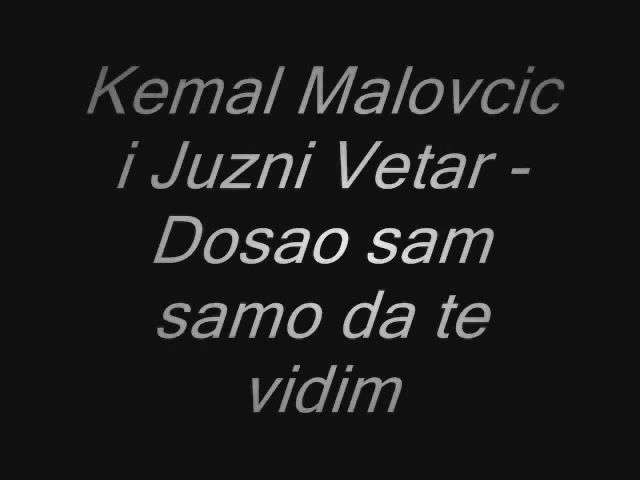 Kemal Malovcic
i Juzni Vetar -
Dosao sam
samo da te
vidim